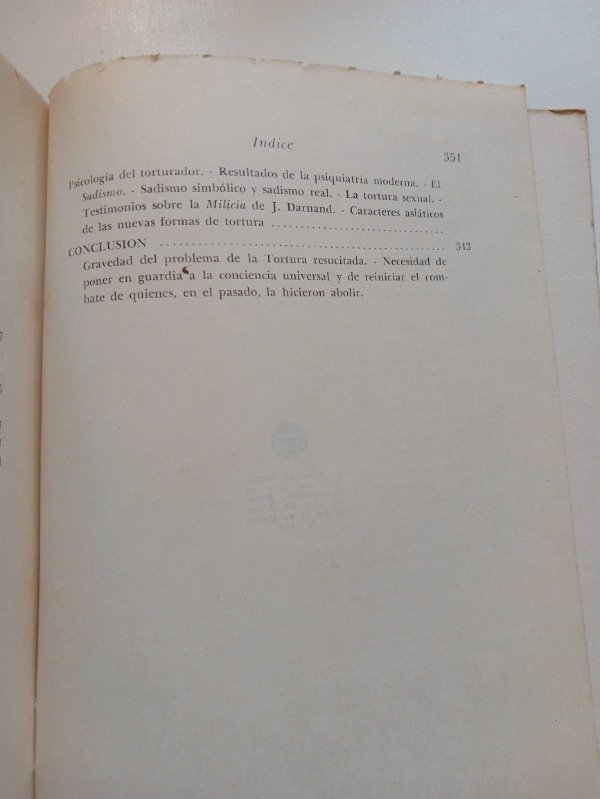 Indice
351
Psicología del torturador. - Resultados de la psiquiatría moderna. - El
Sadismo. - Sadismo simbólico y sadismo real. - La tortura sexual. -
Testimonios sobre la Milicia de J. Darnand. - Caracteres asiáticos
de las nuevas formas de tortura ..............................
CONCLUSION .................................................. 343
Gravedad del problema de la Tortura resucitada. - Necesidad de
poner en guardia a la conciencia universal y de reiniciar el com-
bate de quienes, en el pasado, la hicieron abolir.